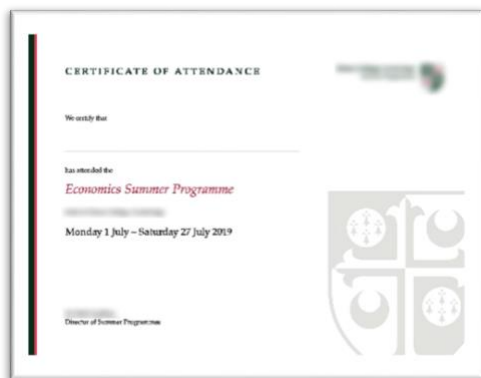 CERTIFICATE OF ATTENDANCE
We certify that
has attended the
Economics Summer Programme
Monday 1 July – Saturday 27 July 2019
Director of Summer Programmes